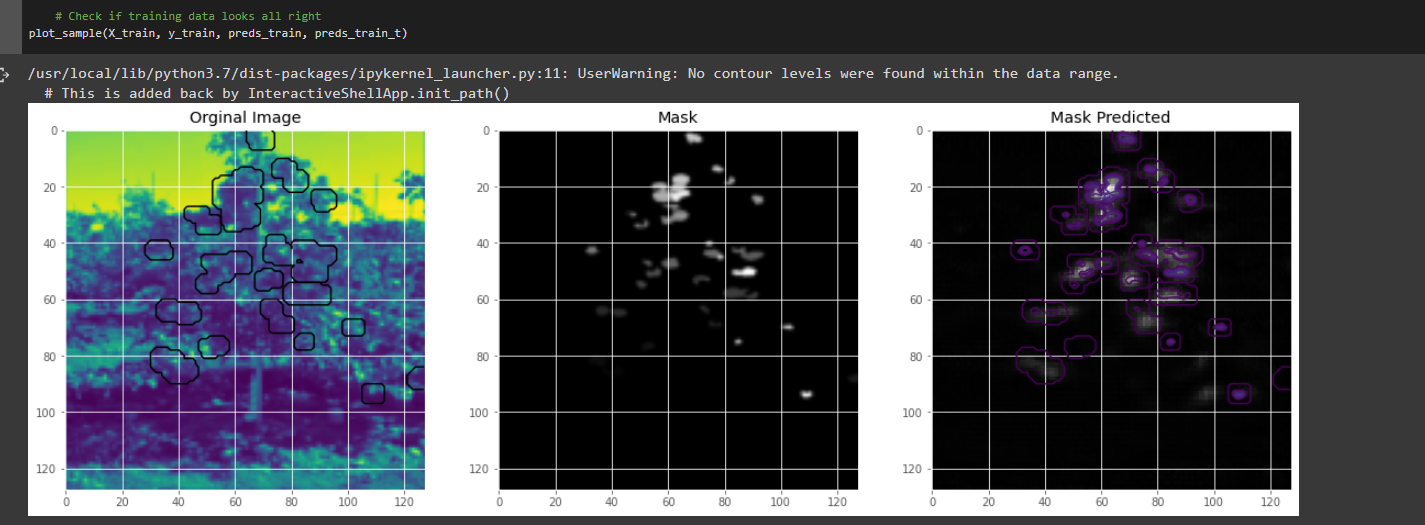 # Check if training data looks all right
plot_sample(X_train, y_train, preds_train, preds_train_t)
/usr/local/lib/python3.7/dist-packages/ipykernel_launcher.py:11: UserWarning: No contour levels were found within the data range.
# This is added back by InteractiveShellApp.init_path()
Orginal Image
0
20
40
60
80
100
120
0 20 40 60 80 100 120
Mask
0
20
40
60
80
100
120
0 20 40 60 80 100 120
Mask Predicted
0
20
40
60
80
100
120
0 20 40 60 80 100 120